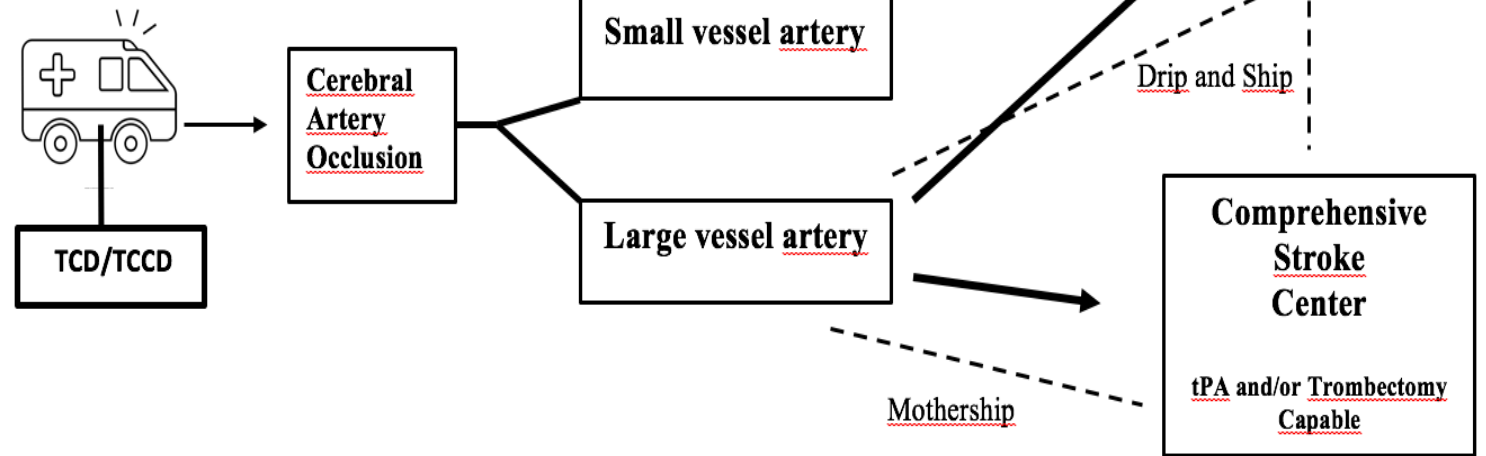 Small vessel artery
Drip and Ship
Cerebral
Artery
Occlusion
Large vessel artery
TCD/TCCD
Comprehensive
Stroke
Center
tPA and/or Trombectomy
Capable
Mothership